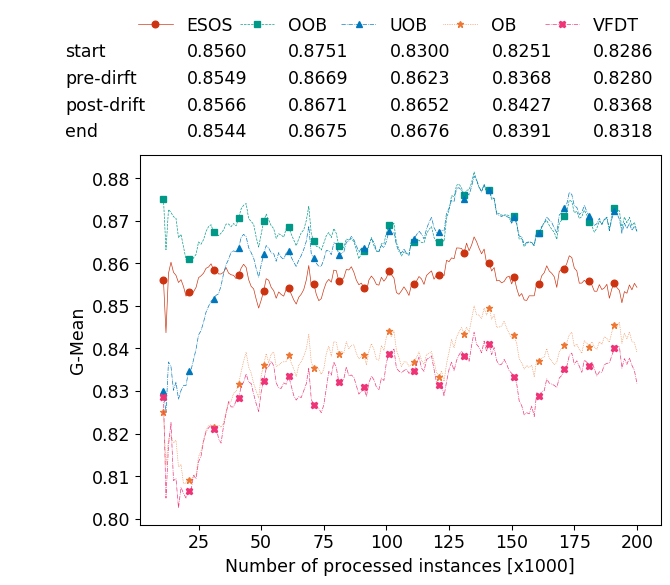 ESOS OOB UOB OB VFDT
start 0.8560 0.8751 0.8300 0.8251 0.8286
pre-dirft 0.8549 0.8669 0.8623 0.8368 0.8280
post-drift 0.8566 0.8671 0.8652 0.8427 0.8368
end 0.8544 0.8675 0.8676 0.8391 0.8318
0.88
0.87
0.86
0.85
0.84
0.83
0.82
0.81
0.80
G-Mean
25 50 75 100 125 150 175 200
Number of processed instances [x1000]